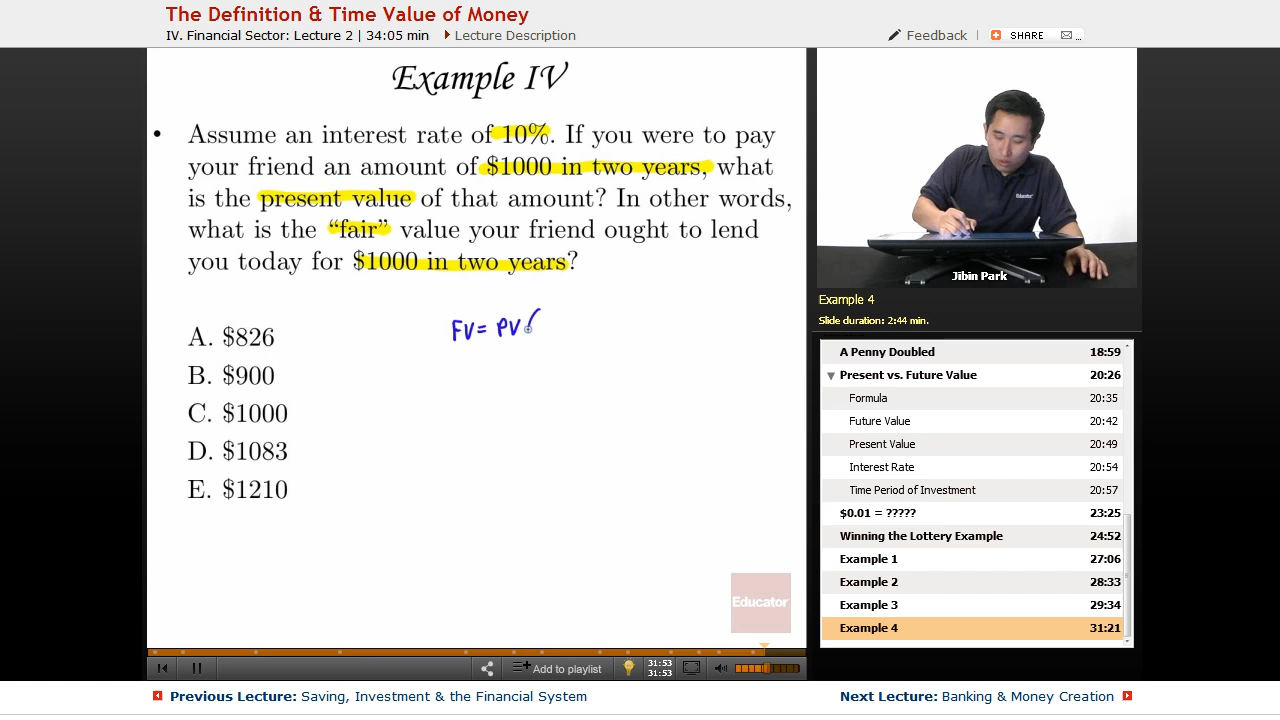 The Definition & Time Value of Money
IV. Financial Sector: Lecture 2 | 34:05 min Lecture Description
Feedback | SHARE ...
Example IV
• Assume an interest rate of 10%. If you were to pay
your friend an amount of $1000 in two years, what
is the present value of that amount? In other words,
what is the “fair” value your friend ought to lend
you today for $1000 in two years?
A. $826
B. $900
C. $1000
D. $1083
E. $1210
FV = PV (
Educator
Educator
Jibin Park
Example 4
Slide duration: 2:44 min.
A Penny Doubled 18:59
Present vs. Future Value 20:26
Formula 20:35
Future Value 20:42
Present Value 20:49
Interest Rate 20:54
Time Period of Investment 20:57
$0.01 = ????? 23:25
Winning the Lottery Example 24:52
Example 1 27:06
Example 2 28:33
Example 3 29:34
Example 4 31:21
Add to playlist
31:53
31:53
Previous Lecture: Saving, Investment & the Financial System
Next Lecture: Banking & Money Creation